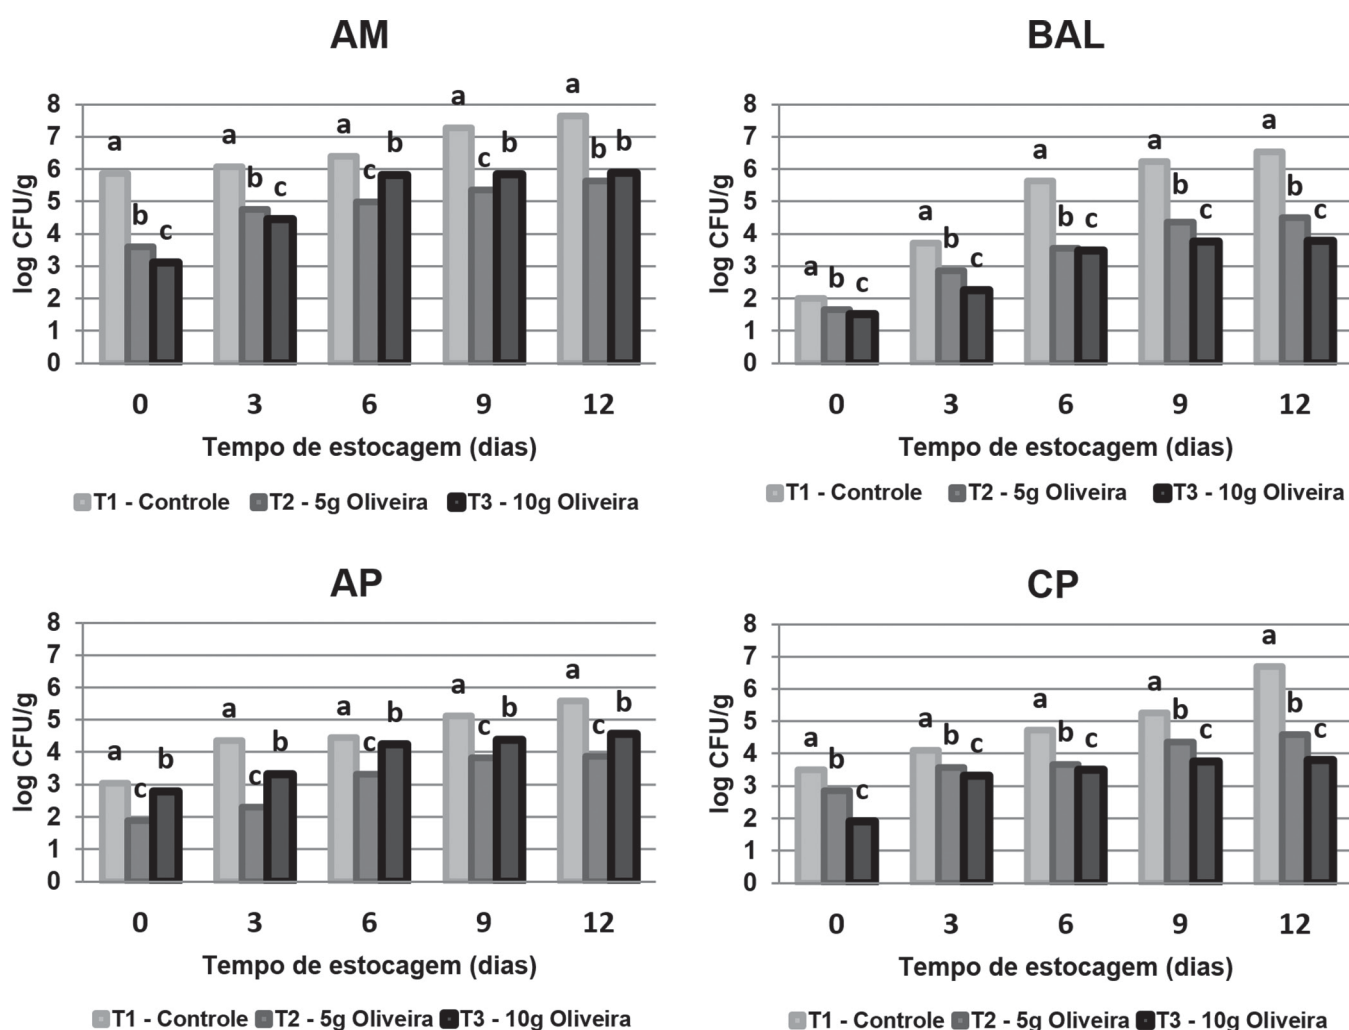 AM
a a a a a
b c b c c b c b b b
log CFU/g
8
7
6
5
4
3
2
1
0
0 3 6 9 12
Tempo de estocagem (dias)
T1 - Controle T2 - 5g Oliveira T3 - 10g Oliveira
BAL
a a a a a
b c b c b c b c b c
log CFU/g
8
7
6
5
4
3
2
1
0
0 3 6 9 12
Tempo de estocagem (dias)
T1 - Controle T2 - 5g Oliveira T3 - 10g Oliveira
AP
a a a a a
c b c b c b c b c b
log CFU/g
8
7
6
5
4
3
2
1
0
0 3 6 9 12
Tempo de estocagem (dias)
T1 - Controle T2 - 5g Oliveira T3 - 10g Oliveira
CP
a a a a a
b c b c b c b c b c
log CFU/g
8
7
6
5
4
3
2
1
0
0 3 6 9 12
Tempo de estocagem (dias)
T1 - Controle T2 - 5g Oliveira T3 - 10g Oliveira